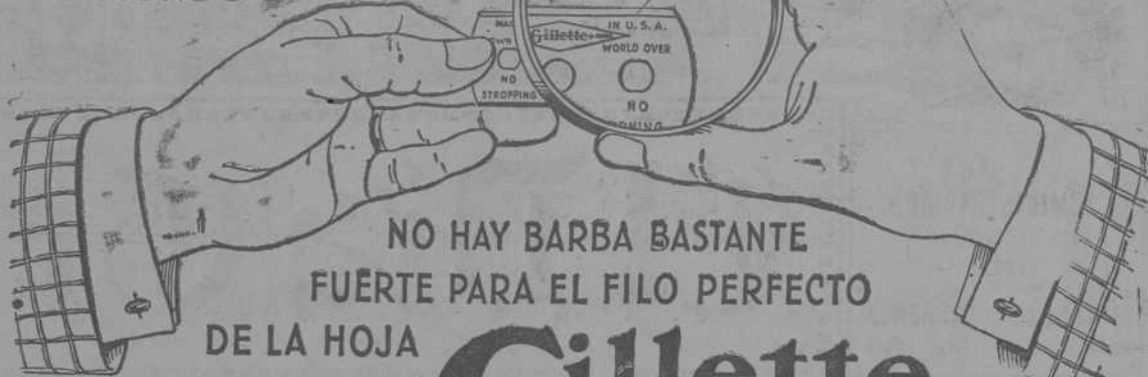 IN U. S. A.
Gillette
WORLD OVER
NO
STROPPING
NO
NO HAY BARBA BASTANTE
FUERTE PARA EL FILO PERFECTO
DE LA HOJA Gillette